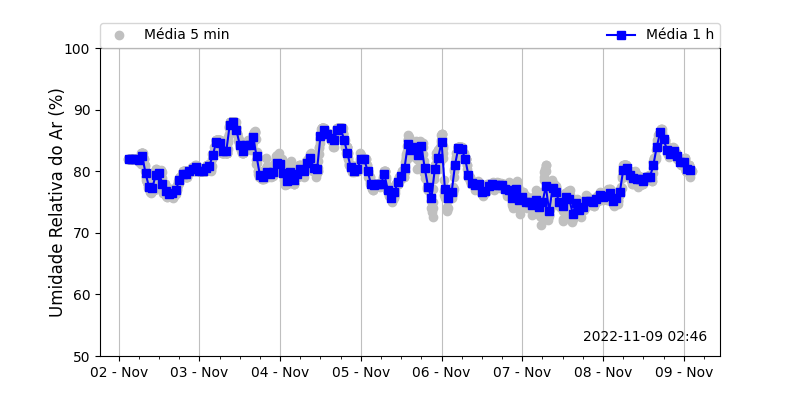 Média 5 min
Média 1 h
Umidade Relativa do Ar (%)
100
90
80
70
60
50
2022-11-09 02:46
02 - Nov
03 - Nov
04 - Nov
05 - Nov
06 - Nov
07 - Nov
08 - Nov
09 - Nov